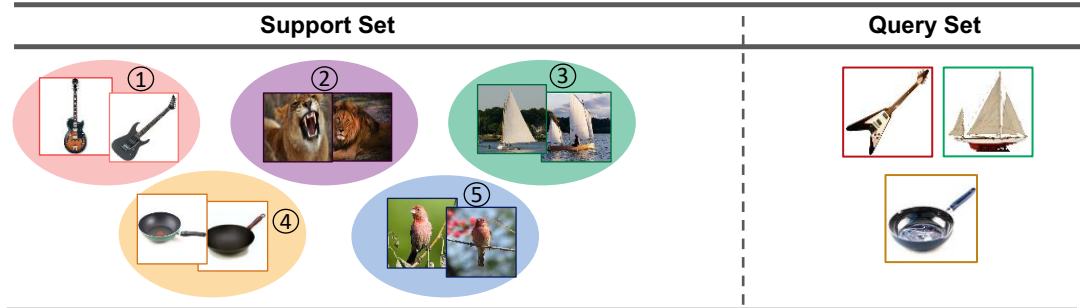 Support Set
Query Set
①
②
③
④
⑤